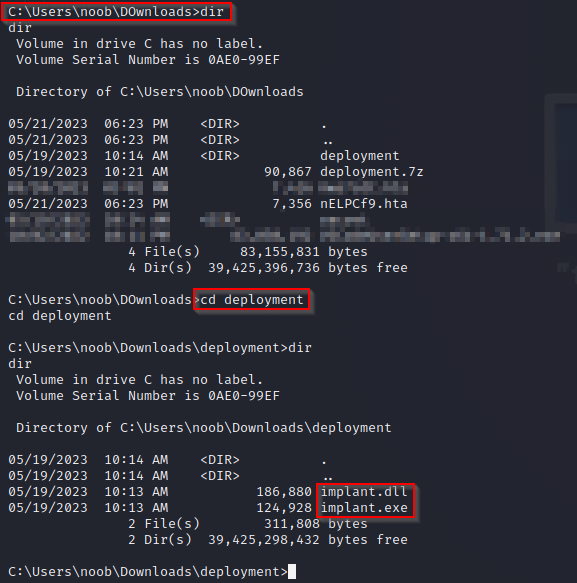 C:\Users\noob\DOwnloads>dir
dir
 Volume in drive C has no label.
 Volume Serial Number is 0AE0-99EF

 Directory of C:\Users\noob\DOwnloads

05/21/2023  06:23 PM    <DIR>          .
05/21/2023  06:23 PM    <DIR>          ..
05/19/2023  10:14 AM    <DIR>          deployment
05/19/2023  10:21 AM            90,867 deployment.7z
05/21/2023  06:23 PM             7,356 nELPCf9.hta
               4 File(s)     83,155,831 bytes
               4 Dir(s)  39,425,396,736 bytes free

C:\Users\noob\DOwnloads>cd deployment
cd deployment

C:\Users\noob\DOwnloads\deployment>dir
dir
 Volume in drive C has no label.
 Volume Serial Number is 0AE0-99EF

 Directory of C:\Users\noob\DOwnloads\deployment

05/19/2023  10:14 AM    <DIR>          .
05/19/2023  10:14 AM    <DIR>          ..
05/19/2023  10:13 AM           186,880 implant.dll
05/19/2023  10:13 AM           124,928 implant.exe
               2 File(s)        311,808 bytes
               2 Dir(s)  39,425,298,432 bytes free

C:\Users\noob\DOwnloads\deployment>